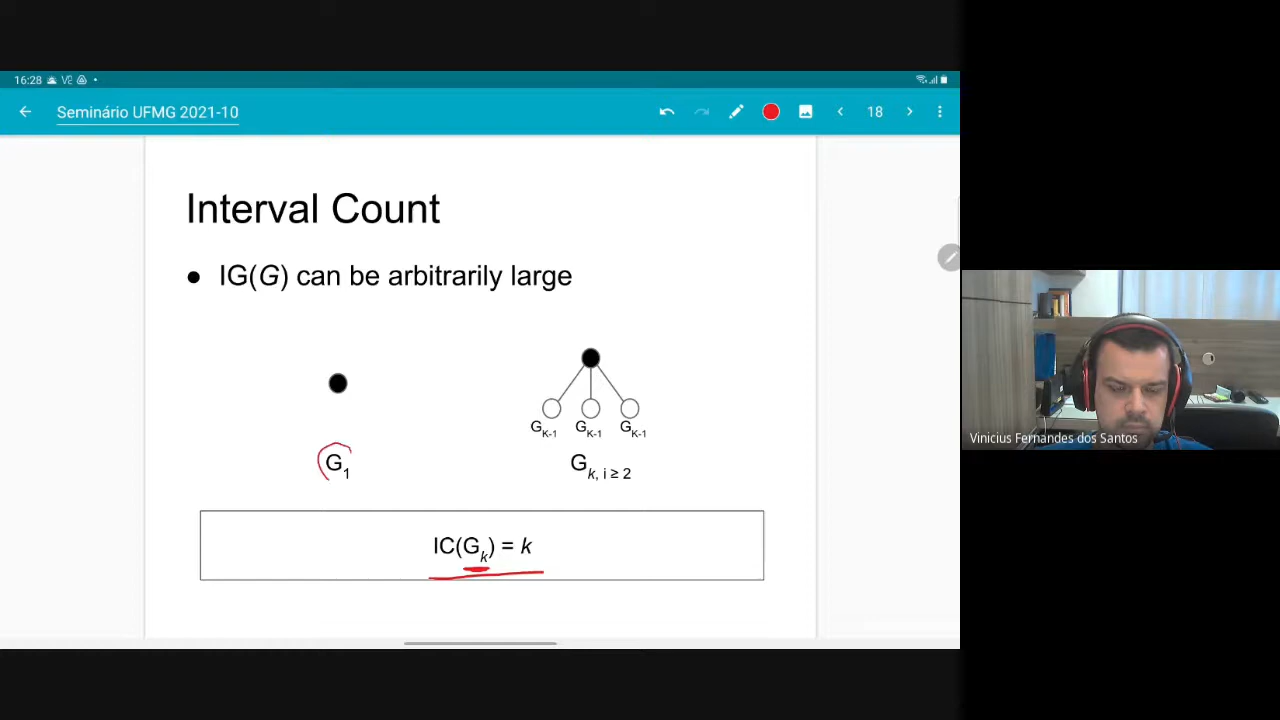 16:28
Seminário UFMG 2021-10
18
Interval Count
● IG(G) can be arbitrarily large
G1
GK-1 GK-1 GK-1
Gk, i ≥ 2
IC(Gk) = k
Vinicius Fernandes dos Santos